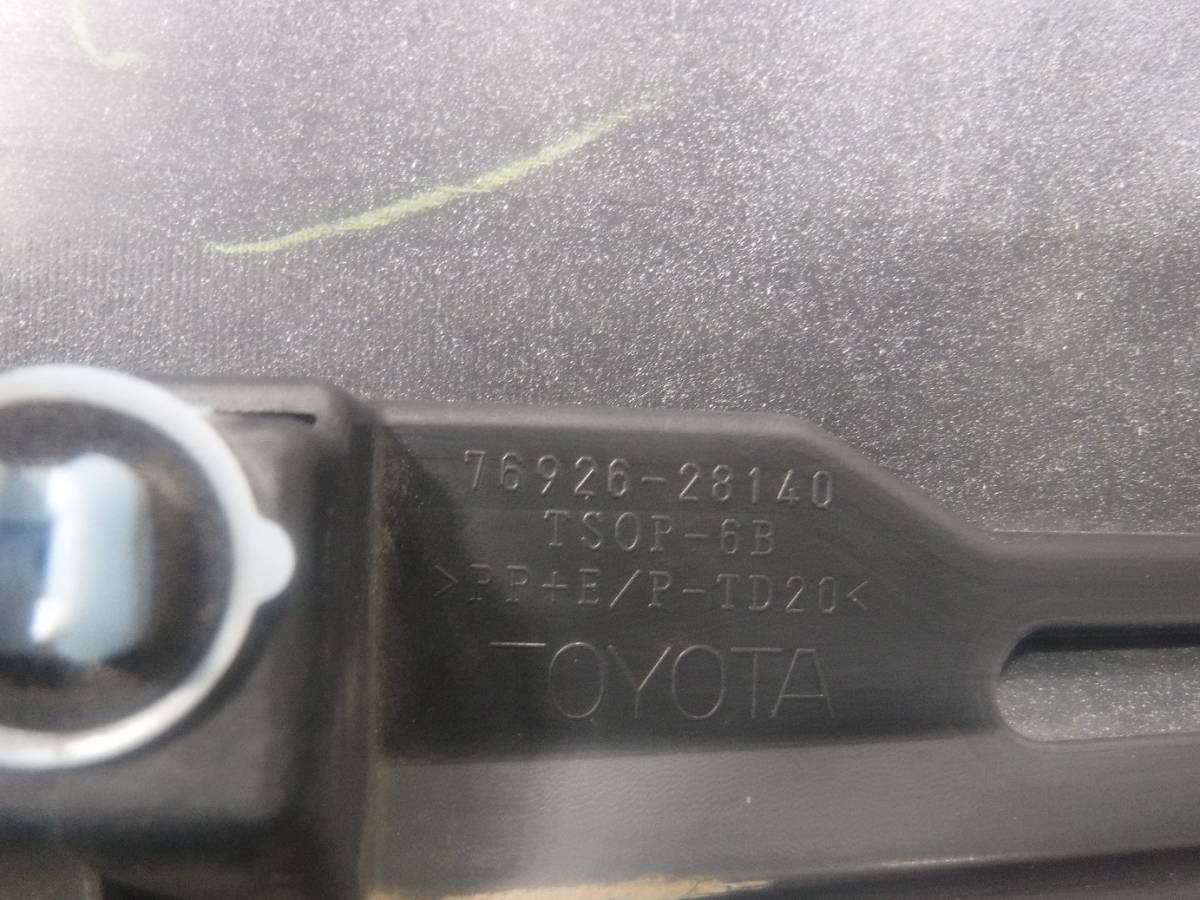 76926-28140
TSOP-6B
>PP+E/P-TD20<
TOYOTA